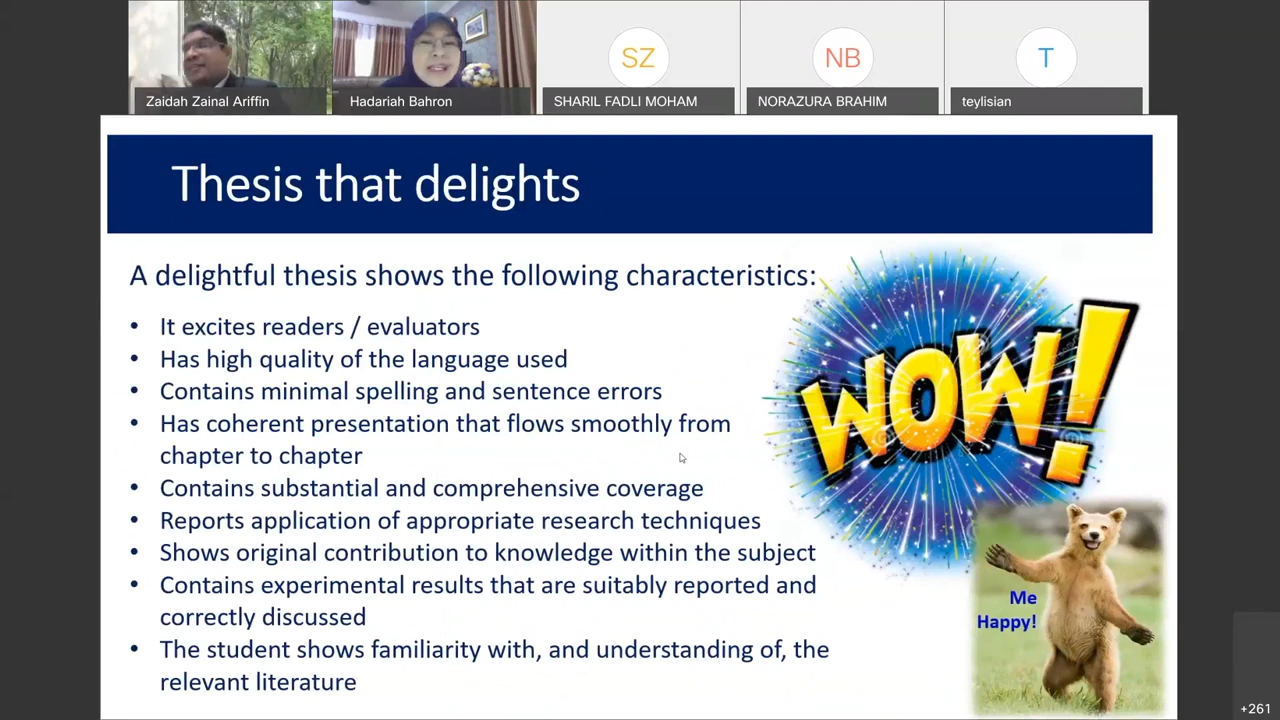 SZ
NB
T
Zaidah Zainal Ariffin
Hadariah Bahron
SHARIL FADLI MOHAM
NORAZURA BRAHIM
teylisian
Thesis that delights
A delightful thesis shows the following characteristics:
• It excites readers / evaluators
• Has high quality of the language used
• Contains minimal spelling and sentence errors
• Has coherent presentation that flows smoothly from
chapter to chapter
• Contains substantial and comprehensive coverage
• Reports application of appropriate research techniques
• Shows original contribution to knowledge within the subject
• Contains experimental results that are suitably reported and
correctly discussed
• The student shows familiarity with, and understanding of, the
relevant literature
WOW!
Me
Happy!
+261